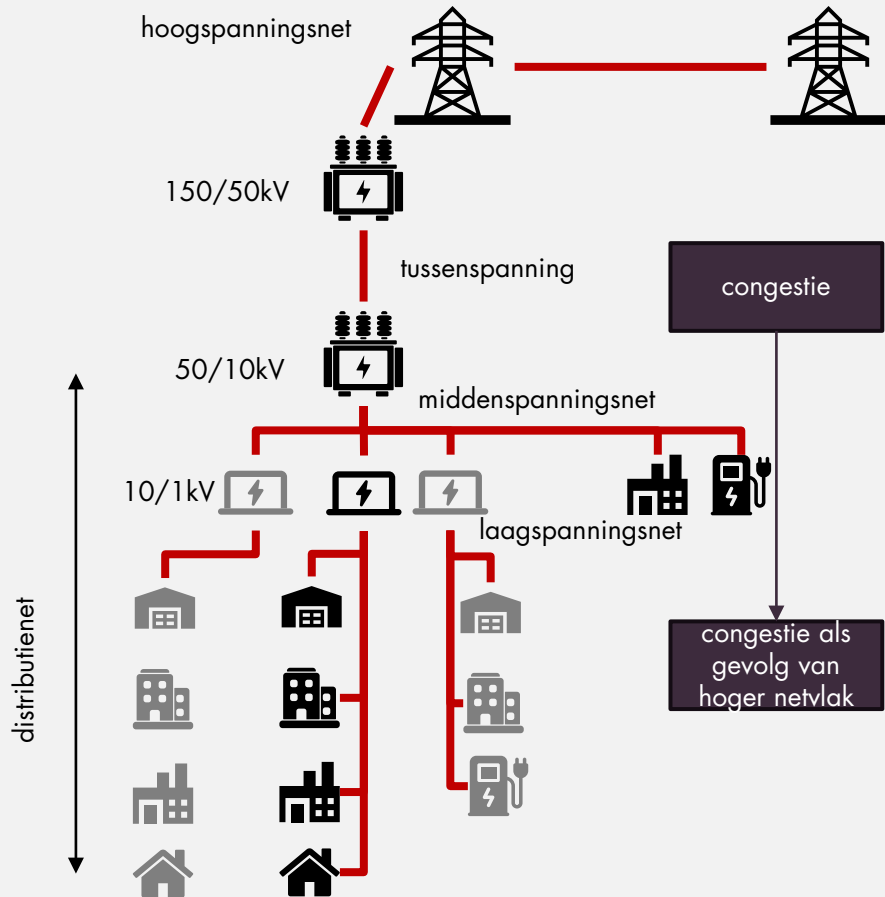 hoogspanningsnet
150/50kV
tussenspanning
congestie
50/10kV
middenspanningsnet
10/1kV
laagspanningsnet
distributienet
congestie als
gevolg van
hoger netvlak